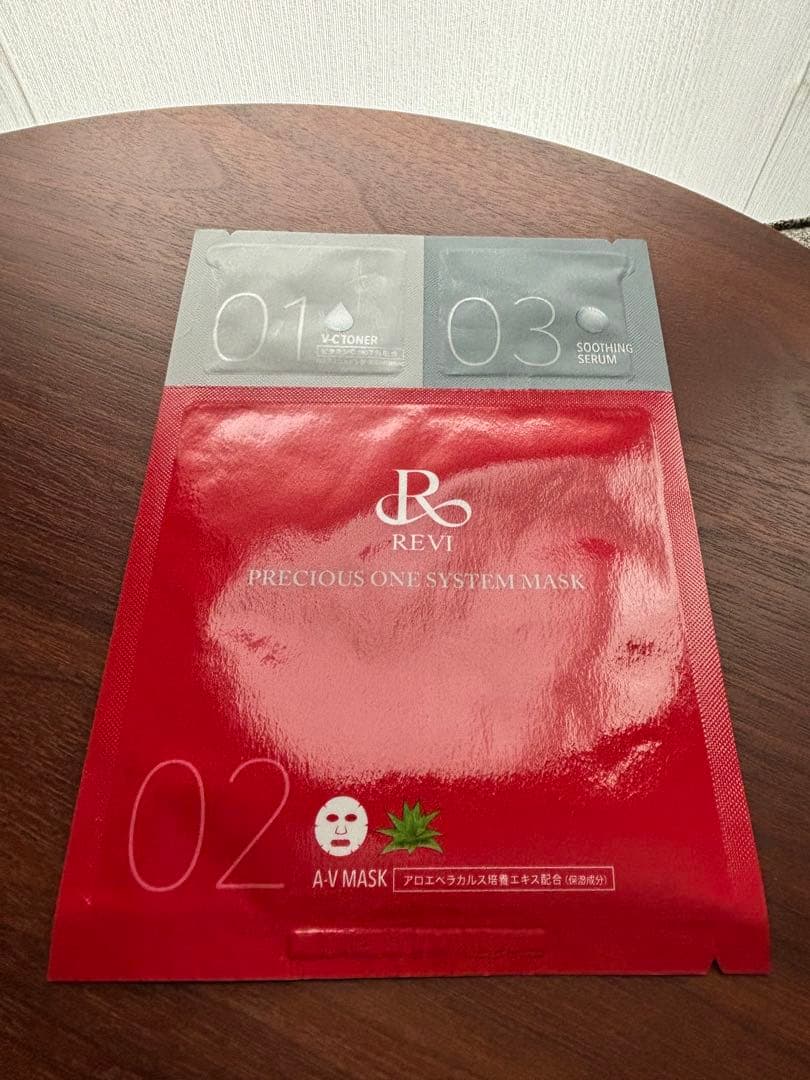 01
V-C TONER
03
SOOTHING
SERUM
R
REVI
PRECIOUS ONE SYSTEM MASK
02
A-V MASK
アロエベラカルス培養エキス配合(保湿成分)